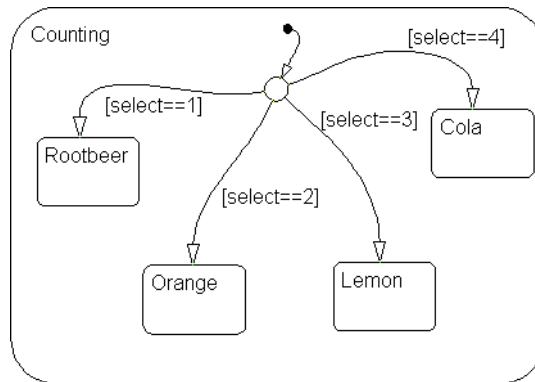 Counting
[select==4]
[select==1]
[select==3]
Cola
Rootbeer
[select==2]
Orange
Lemon